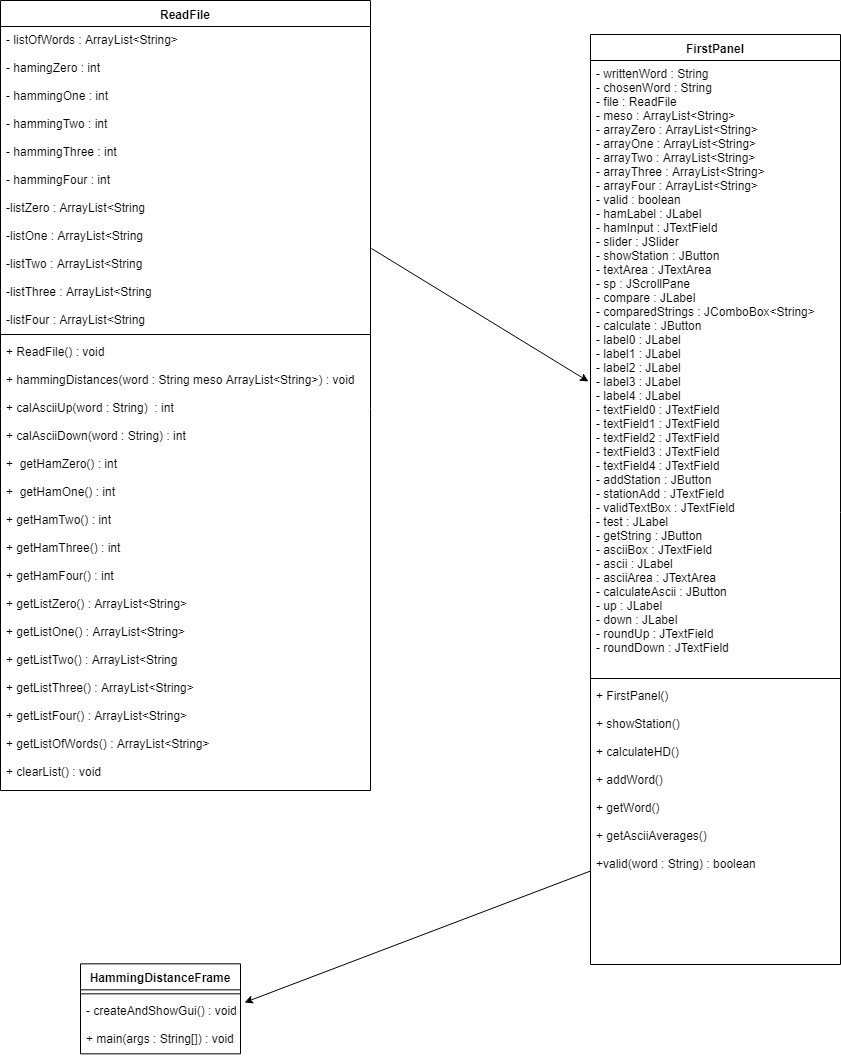 ReadFile
- listOfWords : ArrayList<String>
- hamingZero : int
- hammingOne : int
- hammingTwo : int
- hammingThree : int
- hammingFour : int
-listZero : ArrayList<String
-listOne : ArrayList<String
-listTwo : ArrayList<String
-listThree : ArrayList<String
-listFour : ArrayList<String
+ ReadFile() : void
+ hammingDistances(word : String meso ArrayList<String>) : void
+ calAsciiUp(word : String)  : int
+ calAsciiDown(word : String) : int
+  getHamZero() : int
+  getHamOne() : int
+ getHamTwo() : int
+ getHamThree() : int
+ getHamFour() : int
+ getListZero() : ArrayList<String>
+ getListOne() : ArrayList<String>
+ getListTwo() : ArrayList<String
+ getListThree() : ArrayList<String>
+ getListFour() : ArrayList<String>
+ getListOfWords() : ArrayList<String>
+ clearList() : void
FirstPanel
- writtenWord : String
- chosenWord : String
- file : ReadFile
- meso : ArrayList<String>
- arrayZero : ArrayList<String>
- arrayOne : ArrayList<String>
- arrayTwo : ArrayList<String>
- arrayThree : ArrayList<String>
- arrayFour : ArrayList<String>
- valid : boolean
- hamLabel : JLabel
- hamInput : JTextField
- slider : JSlider
- showStation : JButton
- textArea : JTextArea
- sp : JScrollPane
- compare : JLabel
- comparedStrings : JComboBox<String>
- calculate : JButton
- label0 : JLabel
- label1 : JLabel
- label2 : JLabel
- label3 : JLabel
- label4 : JLabel
- textField0 : JTextField
- textField1 : JTextField
- textField2 : JTextField
- textField3 : JTextField
- textField4 : JTextField
- addStation : JButton
- stationAdd : JTextField
- validTextBox : JTextField
- test : JLabel
- getString : JButton
- asciiBox : JTextField
- ascii : JLabel
- asciiArea : JTextArea
- calculateAscii : JButton
- up : JLabel
- down : JLabel
- roundUp : JTextField
- roundDown : JTextField
+ FirstPanel()
+ showStation()
+ calculateHD()
+ addWord()
+ getWord()
+ getAsciiAverages()
+valid(word : String) : boolean
HammingDistanceFrame
- createAndShowGui() : void
+ main(args : String[]) : void